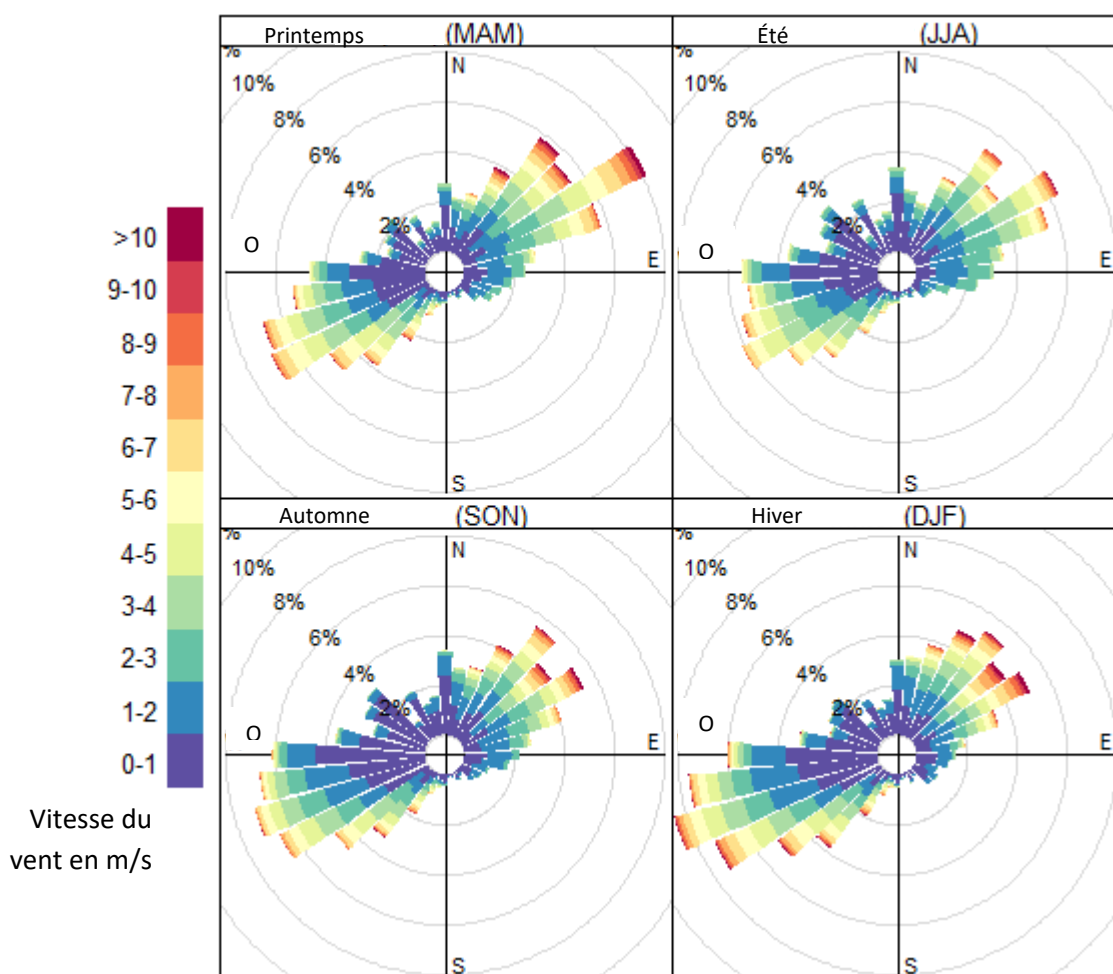 Printemps (MAM)
Été (JJA)
%
N
10%
8%
6%
4%
2%
O
E
S
%
N
10%
8%
6%
4%
2%
O
E
S
>10
9-10
8-9
7-8
6-7
5-6
4-5
3-4
2-3
1-2
0-1
Vitesse du
vent en m/s
Automne (SON)
Hiver (DJF)
%
N
10%
8%
6%
4%
2%
O
E
S
%
N
10%
8%
6%
4%
2%
O
E
S